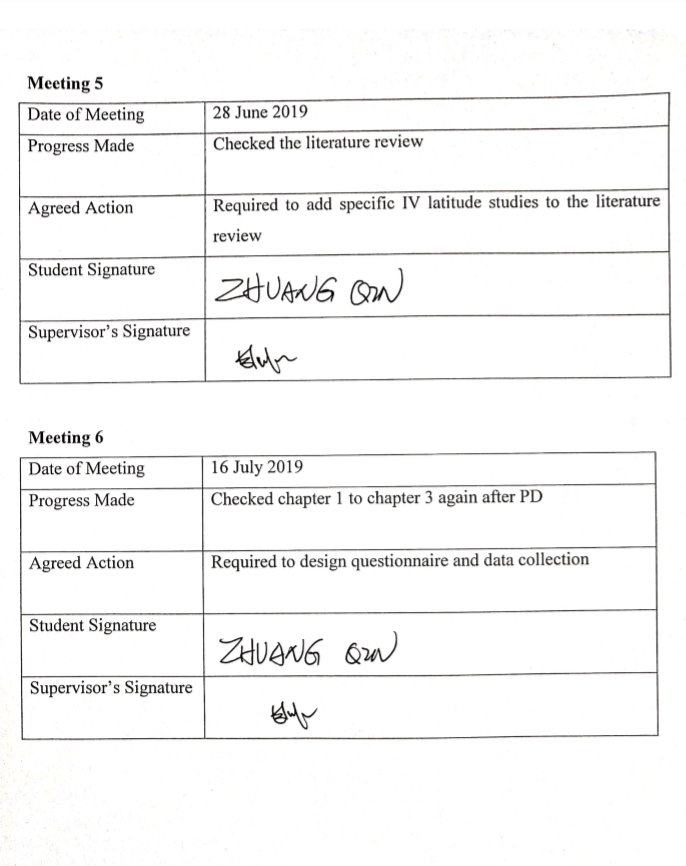 Meeting 5
Date of Meeting 28 June 2019
Progress Made Checked the literature review
Agreed Action Required to add specific IV latitude studies to the literature
review
Student Signature ZHUANG QIN
Supervisor's Signature
Meeting 6
Date of Meeting 16 July 2019
Progress Made Checked chapter 1 to chapter 3 again after PD
Agreed Action Required to design questionnaire and data collection
Student Signature ZHUANG QIN
Supervisor's Signature